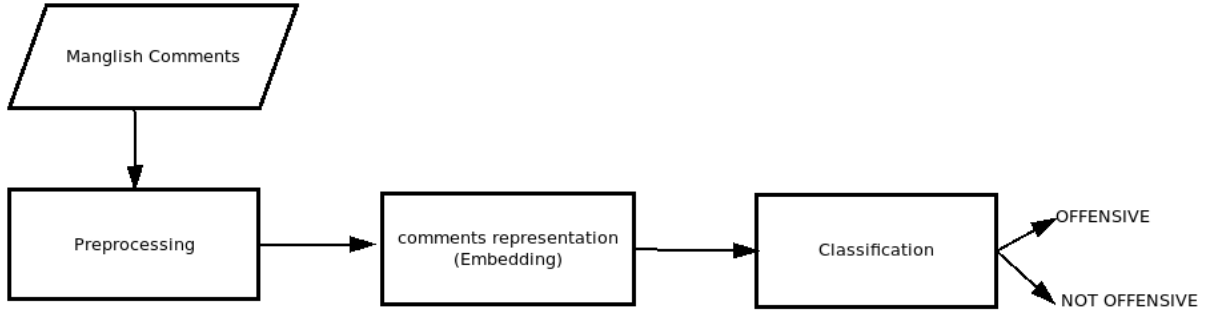 Manglish Comments
Preprocessing
comments representation
(Embedding)
Classification
OFFENSIVE
NOT OFFENSIVE